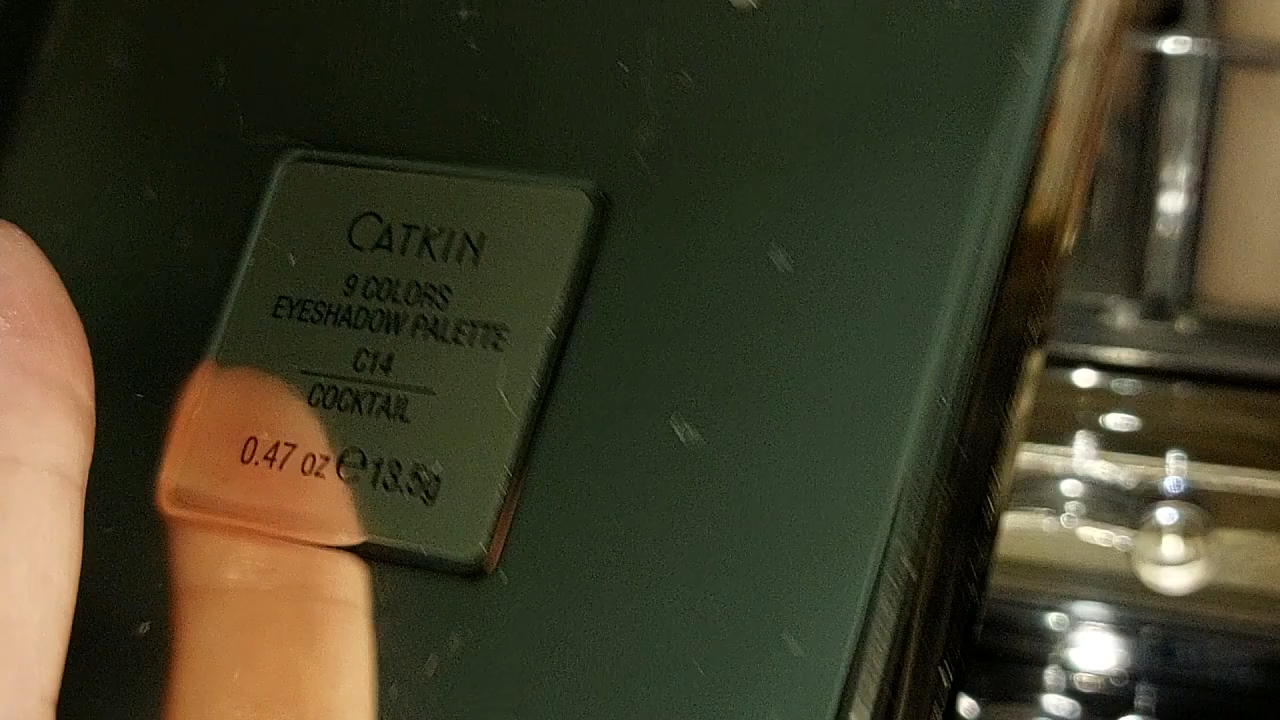 CATKIN
9 COLORS
EYESHADOW PALETTE
C14
COCKTAIL
0.47 oz ℮ 13.5g